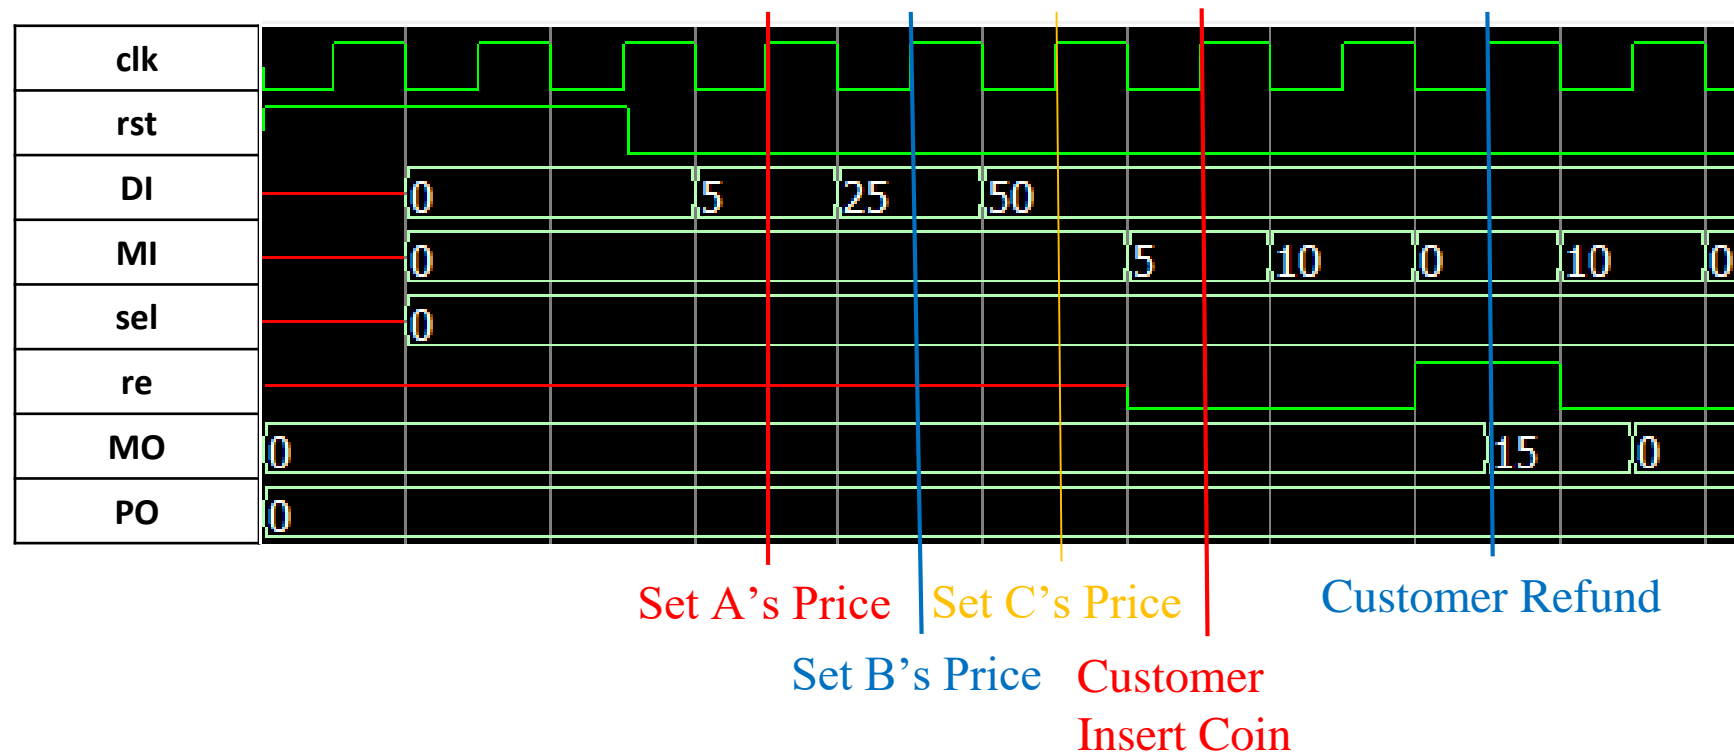 clk
rst
DI 0 5 25 50
MI 0 5 10 0 10 0
sel 0
re
MO 0 15 0
PO 0
Set A’s Price Set C’s Price Customer Refund
Set B’s Price Customer
Insert Coin